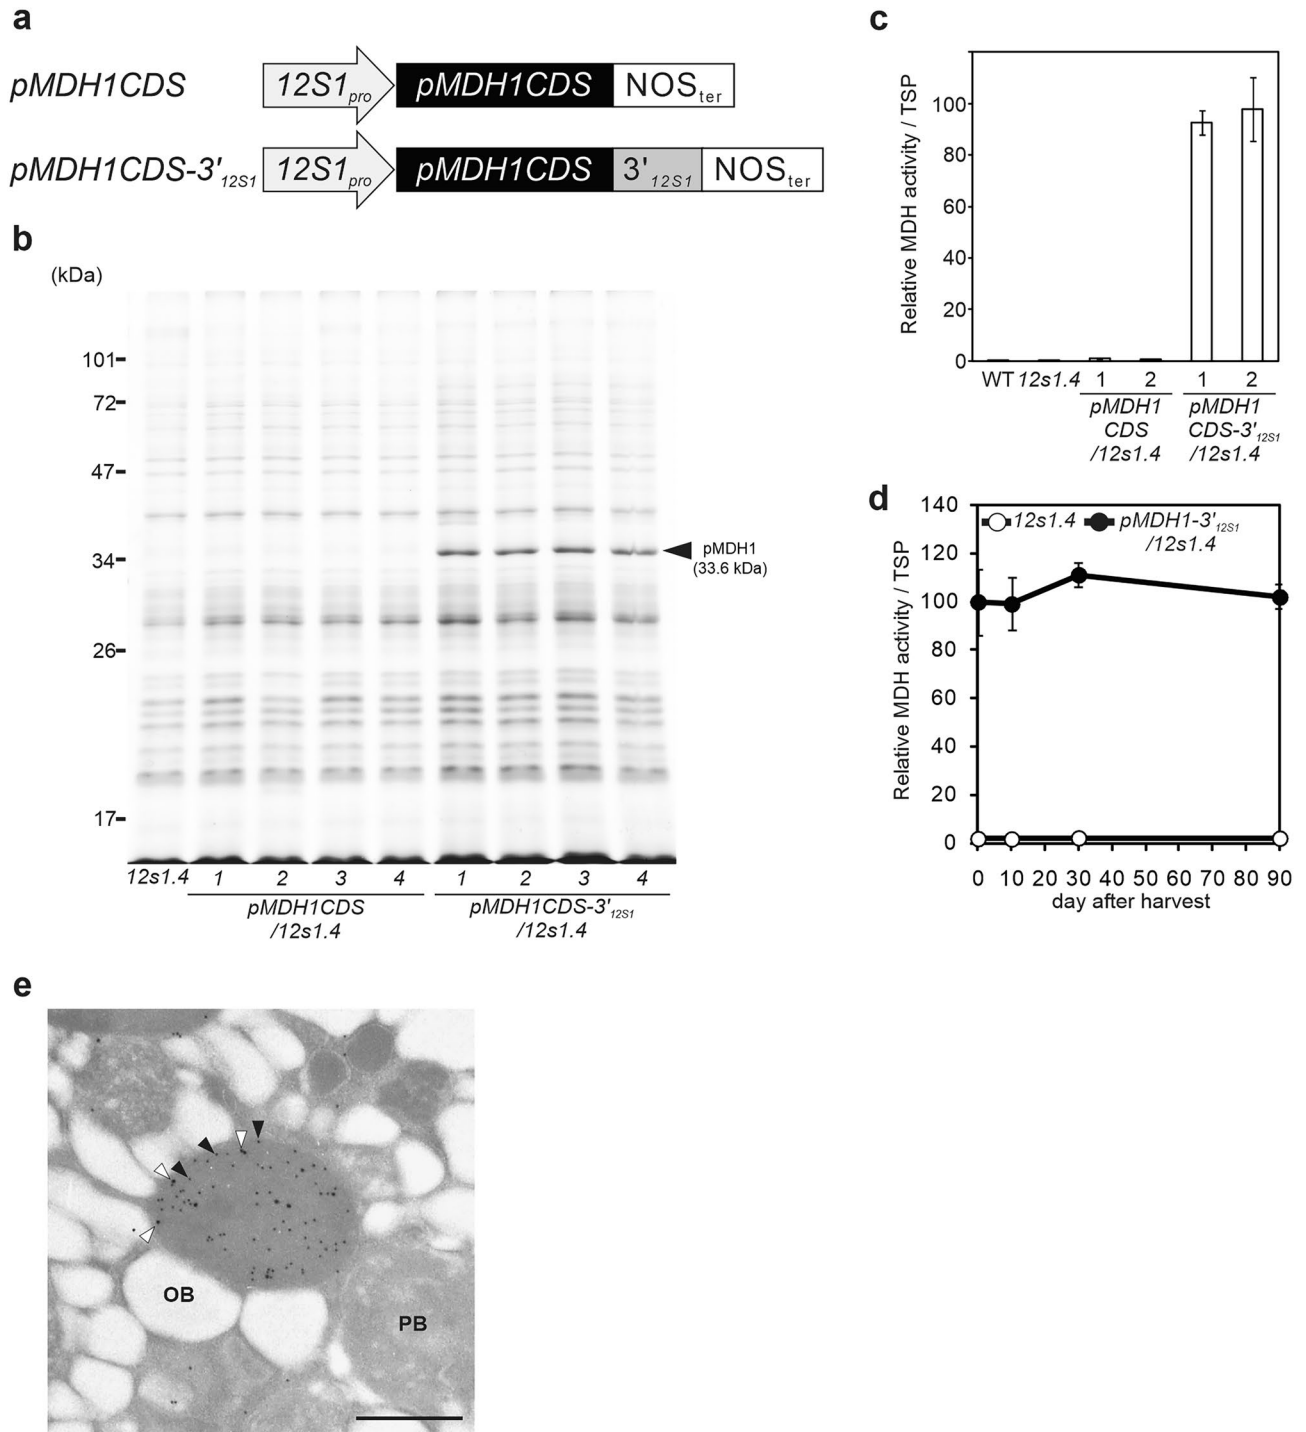 a
pMDH1CDS 12S1pro pMDH1CDS NOSter
pMDH1CDS-3'12S1 12S1pro pMDH1CDS 3'12S1 NOSter
b
(kDa)
101
72
47
34
26
17
pMDH1
(33.6 kDa)
12s1.4 1 2 3 4 1 2 3 4
pMDH1CDS pMDH1CDS-3'12S1
/12s1.4 /12s1.4
c
Relative MDH activity / TSP
100
80
60
40
20
0
WT 12s1.4 1 2 1 2
pMDH1 pMDH1
CDS CDS-3'12S1
/12s1.4 /12s1.4
d
Relative MDH activity / TSP
140
120
100
80
60
40
20
0
12s1.4 pMDH1-3'12S1
/12s1.4
0 10 20 30 40 50 60 70 80 90
day after harvest
e
OB
PB